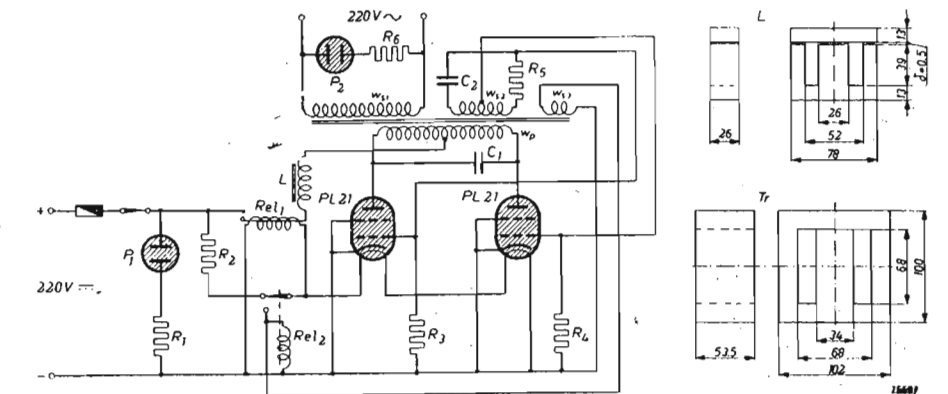 220V ~
R6
P2
C2
R5
ws1
ws2
ws3
wp
C1
L
PL 21
PL 21
Rel1
+
P1
R2
220V
R1
Rel2
R3
R4
-
L
13
39
13
d=0,5
26
26
52
78
Tr
68
100
53.5
34
68
102